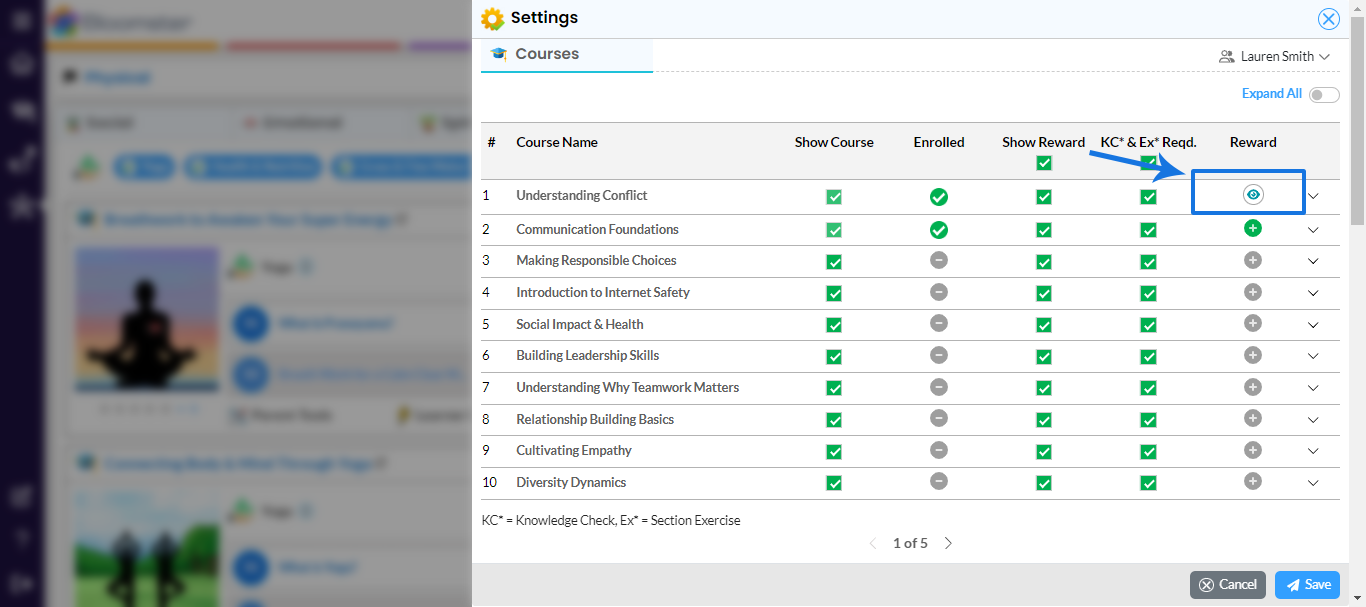 Settings
Courses
Lauren Smith
Expand All
# Course Name Show Course Enrolled Show Reward KC* & Ex* Reqd. Reward
1 Understanding Conflict
2 Communication Foundations
3 Making Responsible Choices
4 Introduction to Internet Safety
5 Social Impact & Health
6 Building Leadership Skills
7 Understanding Why Teamwork Matters
8 Relationship Building Basics
9 Cultivating Empathy
10 Diversity Dynamics
KC* = Knowledge Check, Ex* = Section Exercise
1 of 5
Cancel Save